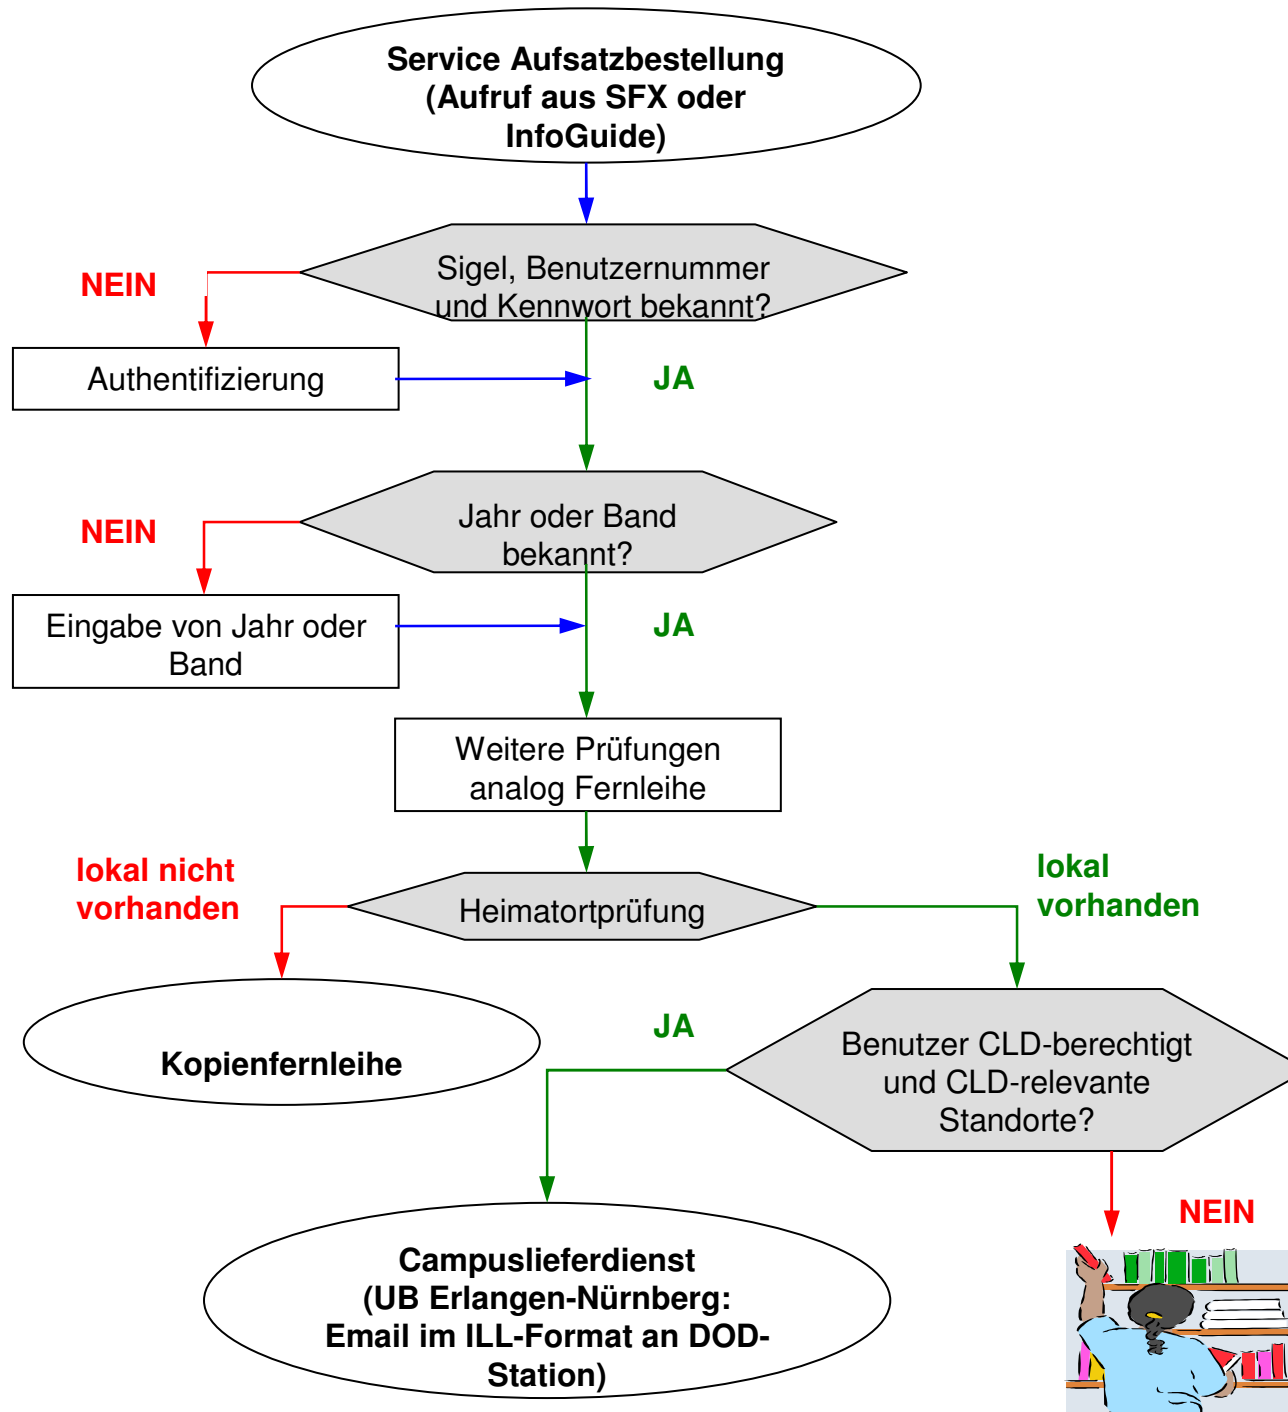 Service Aufsatzbestellung
(Aufruf aus SFX oder
InfoGuide)
Sigel, Benutzernummer
und Kennwort bekannt?
NEIN
Authentifizierung
JA
Jahr oder Band
bekannt?
NEIN
Eingabe von Jahr oder
Band
JA
Weitere Prüfungen
analog Fernleihe
lokal nicht
vorhanden
Heimatortprüfung
lokal
vorhanden
Kopienfernleihe
JA
Benutzer CLD-berechtigt
und CLD-relevante
Standorte?
NEIN
Campuslieferdienst
(UB Erlangen-Nürnberg:
Email im ILL-Format an DOD-
Station)